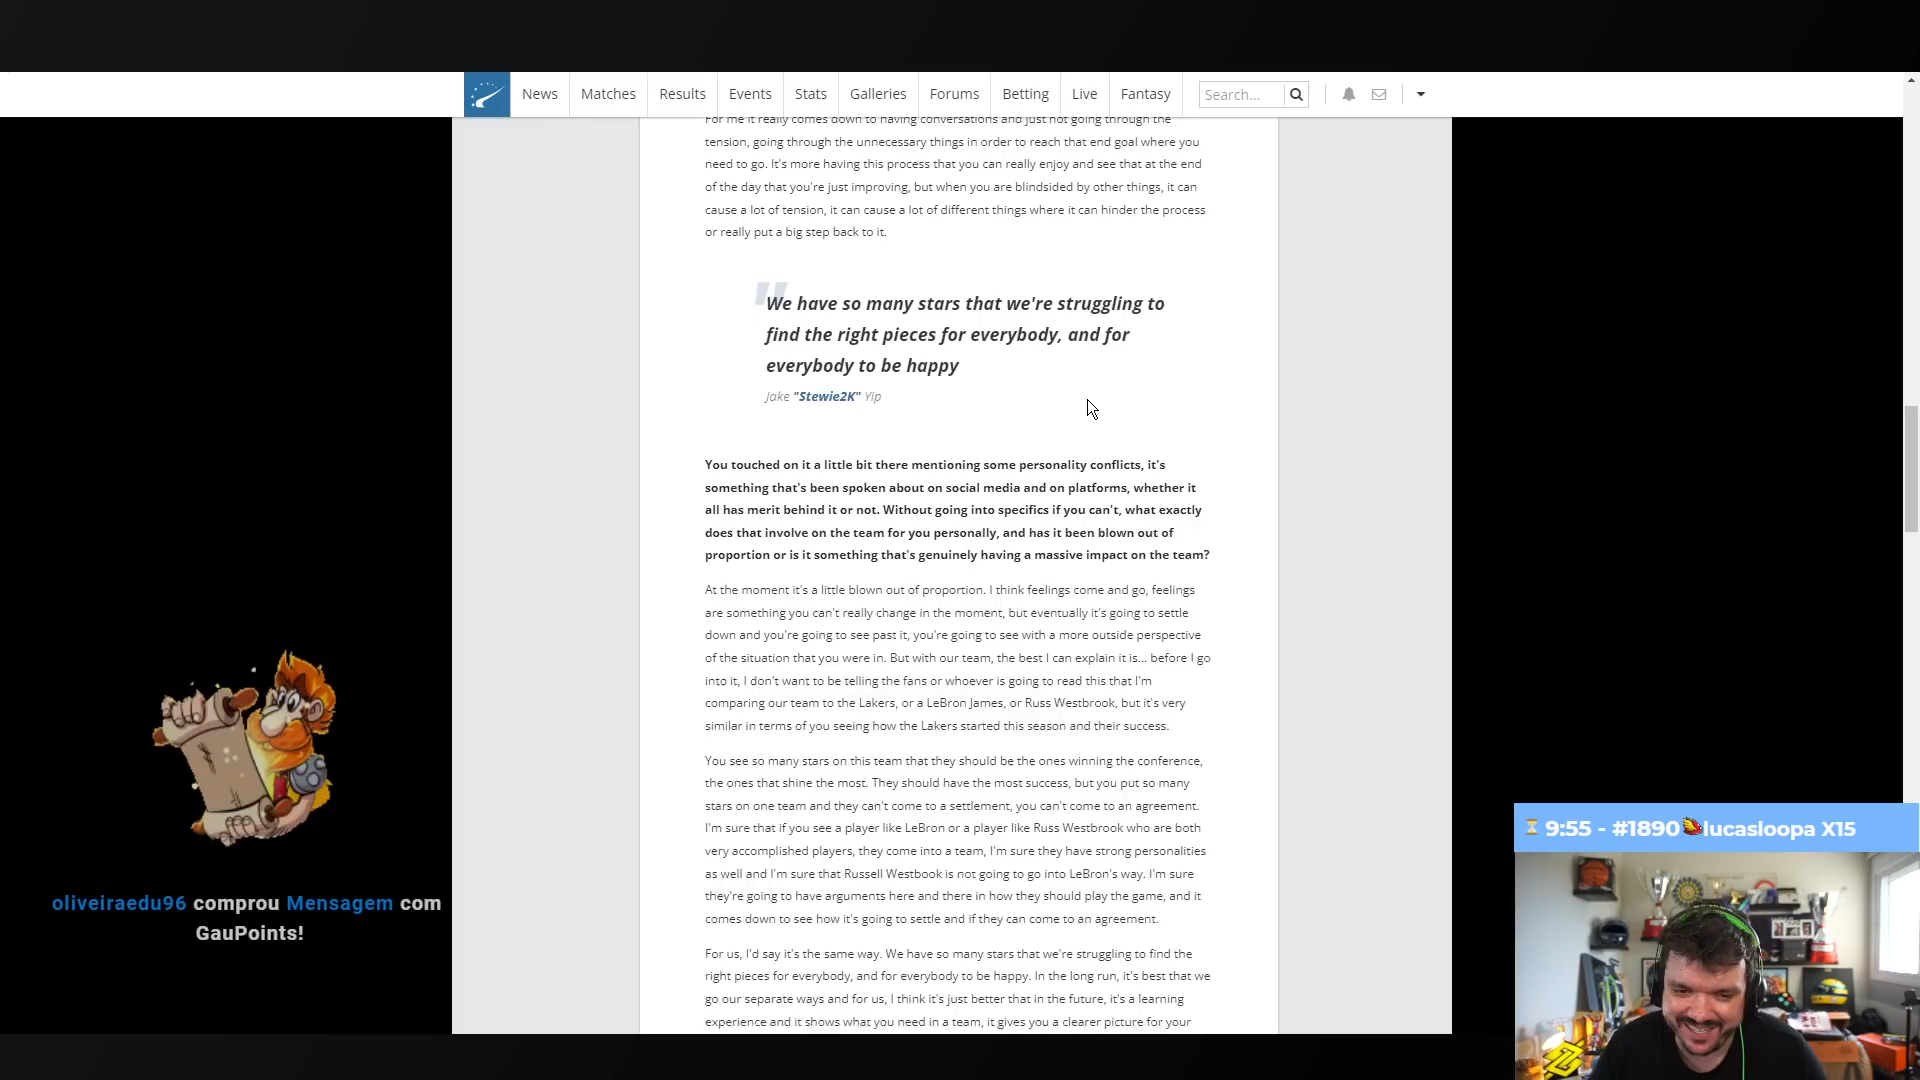 News Matches Results Events Stats Galleries Forums Betting Live Fantasy Search...
For me it really comes down to having conversations and just not going through the
tension, going through the unnecessary things in order to reach that end goal where you
need to go. It's more having this process that you can really enjoy and see that at the end
of the day that you're just improving, but when you are blindsided by other things, it can
cause a lot of tension, it can cause a lot of different things where it can hinder the process
or really put a big step back to it.
"We have so many stars that we're struggling to
find the right pieces for everybody, and for
everybody to be happy
Jake "Stewie2K" Yip
You touched on it a little bit there mentioning some personality conflicts, it's
something that's been spoken about on social media and on platforms, whether it
all has merit behind it or not. Without going into specifics if you can't, what exactly
does that involve on the team for you personally, and has it been blown out of
proportion or is it something that's genuinely having a massive impact on the team?
At the moment it's a little blown out of proportion. I think feelings come and go, feelings
are something you can't really change in the moment, but eventually it's going to settle
down and you're going to see past it, you're going to see with a more outside perspective
of the situation that you were in. But with our team, the best I can explain it is... before I go
into it, I don't want to be telling the fans or whoever is going to read this that I'm
comparing our team to the Lakers, or a LeBron James, or Russ Westbrook, but it's very
similar in terms of you seeing how the Lakers started this season and their success.
You see so many stars on this team that they should be the ones winning the conference,
the ones that shine the most. They should have the most success, but you put so many
stars on one team and they can't come to a settlement, you can't come to an agreement.
I'm sure that if you see a player like LeBron or a player like Russ Westbrook who are both
very accomplished players, they come into a team, I'm sure they have strong personalities
as well and I'm sure that Russell Westbook is not going to go into LeBron's way. I'm sure
they're going to have arguments here and there in how they should play the game, and it
comes down to see how it's going to settle and if they can come to an agreement.
For us, I'd say it's the same way. We have so many stars that we're struggling to find the
right pieces for everybody, and for everybody to be happy. In the long run, it's best that we
go our separate ways and for us, I think it's just better that in the future, it's a learning
experience and it shows what you need in a team, it gives you a clearer picture for your
oliveiraedu96 comprou Mensagem com
GauPoints!
9:55 - #1890 lucasloopa X15